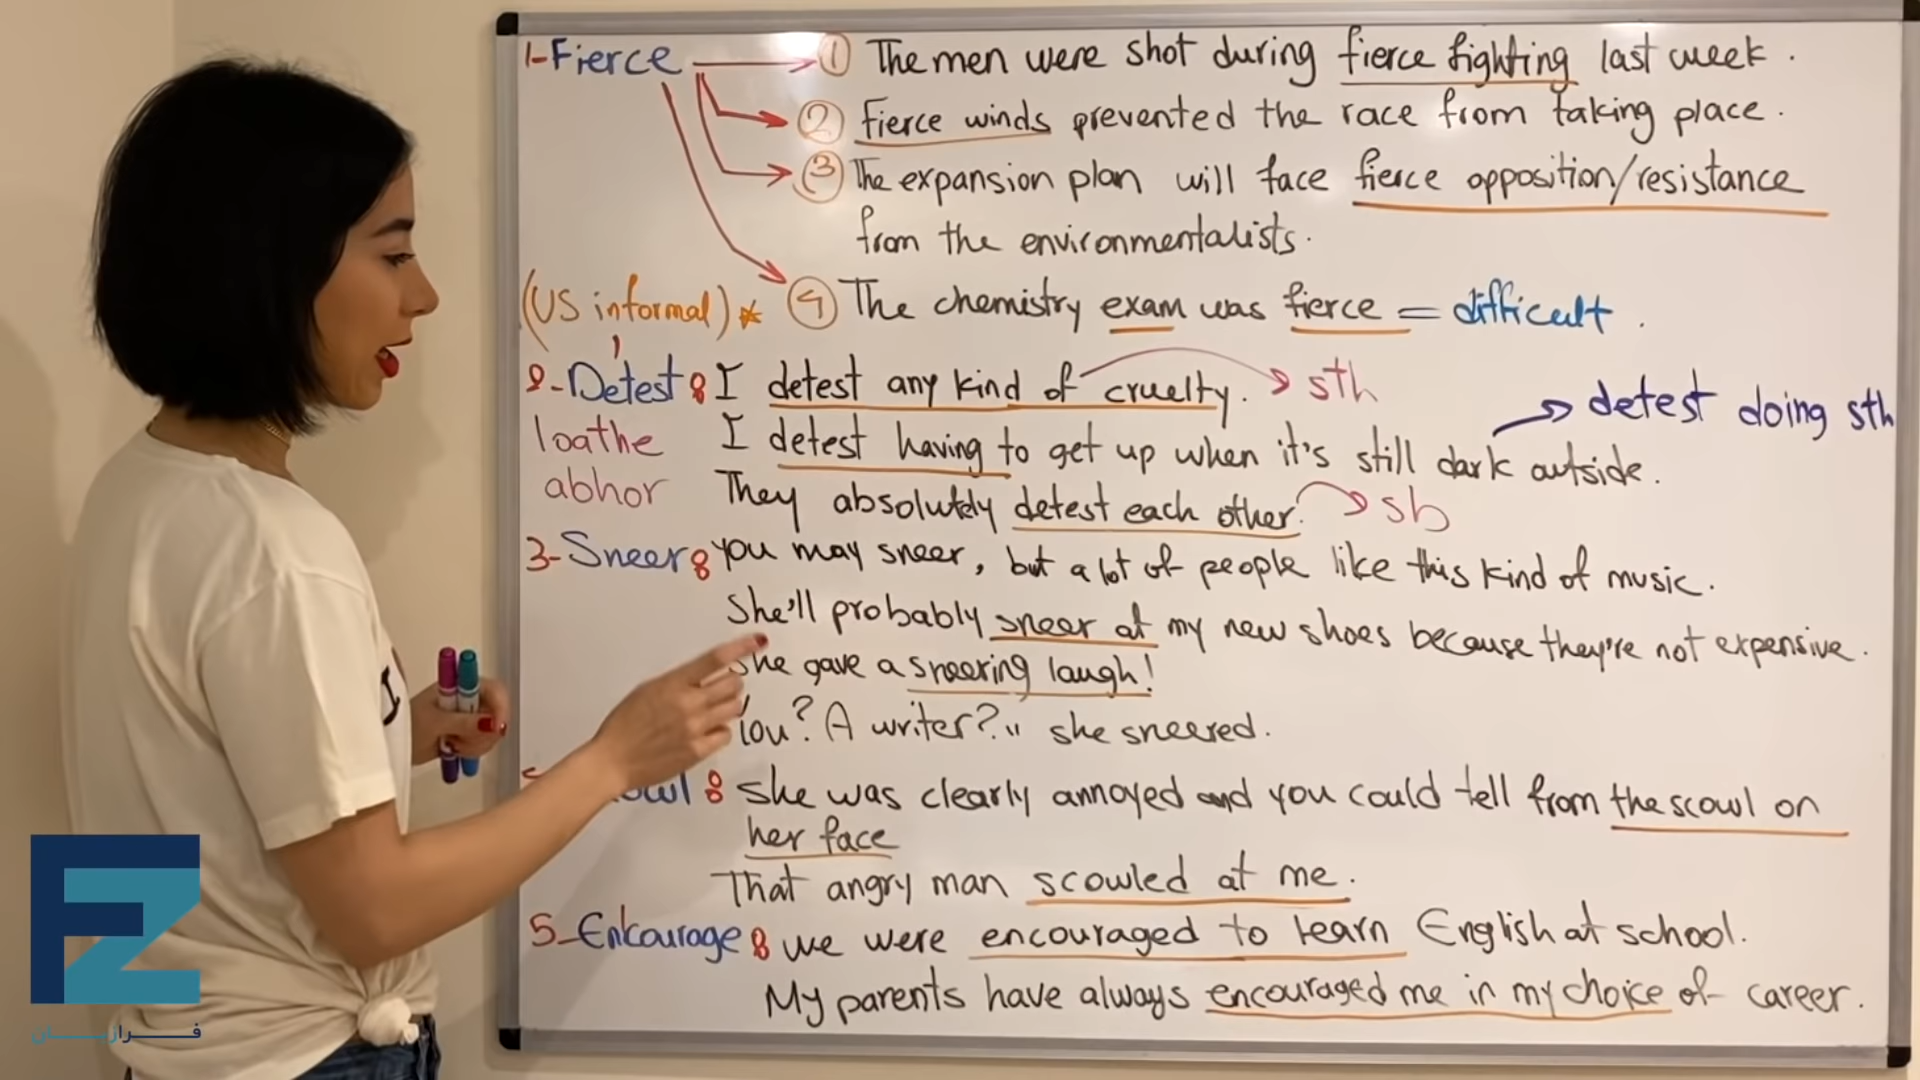 1-Fierce → ① The men were shot during fierce fighting last week.
② fierce winds prevented the race from taking place.
③ The expansion plan will face fierce opposition/resistance
from the environmentalists.
(US informal) * ④ The chemistry exam was fierce = difficult.
2-Detest: I detest any kind of cruelty. → sth
→ detest doing sth
loathe I detest having to get up when it's still dark outside.
abhor They absolutely detest each other. → sb
3-Sneer: you may sneer, but a lot of people like this kind of music.
She'll probably sneer at my new shoes because they're not expensive.
She gave a sneering laugh!
You? A writer?" she sneered.
She was clearly annoyed and you could tell from the scowl on
her face
That angry man scowled at me.
5-Encourage: we were encouraged to learn English at school.
My parents have always encouraged me in my choice of career.
FZ
فرازبان